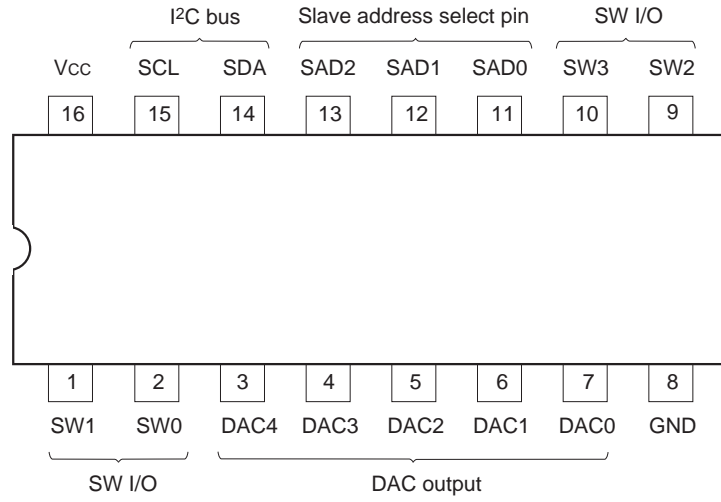 I²C bus Slave address select pin SW I/O
VCC SCL SDA SAD2 SAD1 SAD0 SW3 SW2
16 15 14 13 12 11 10 9
1 2 3 4 5 6 7 8
SW1 SW0 DAC4 DAC3 DAC2 DAC1 DAC0 GND
SW I/O DAC output